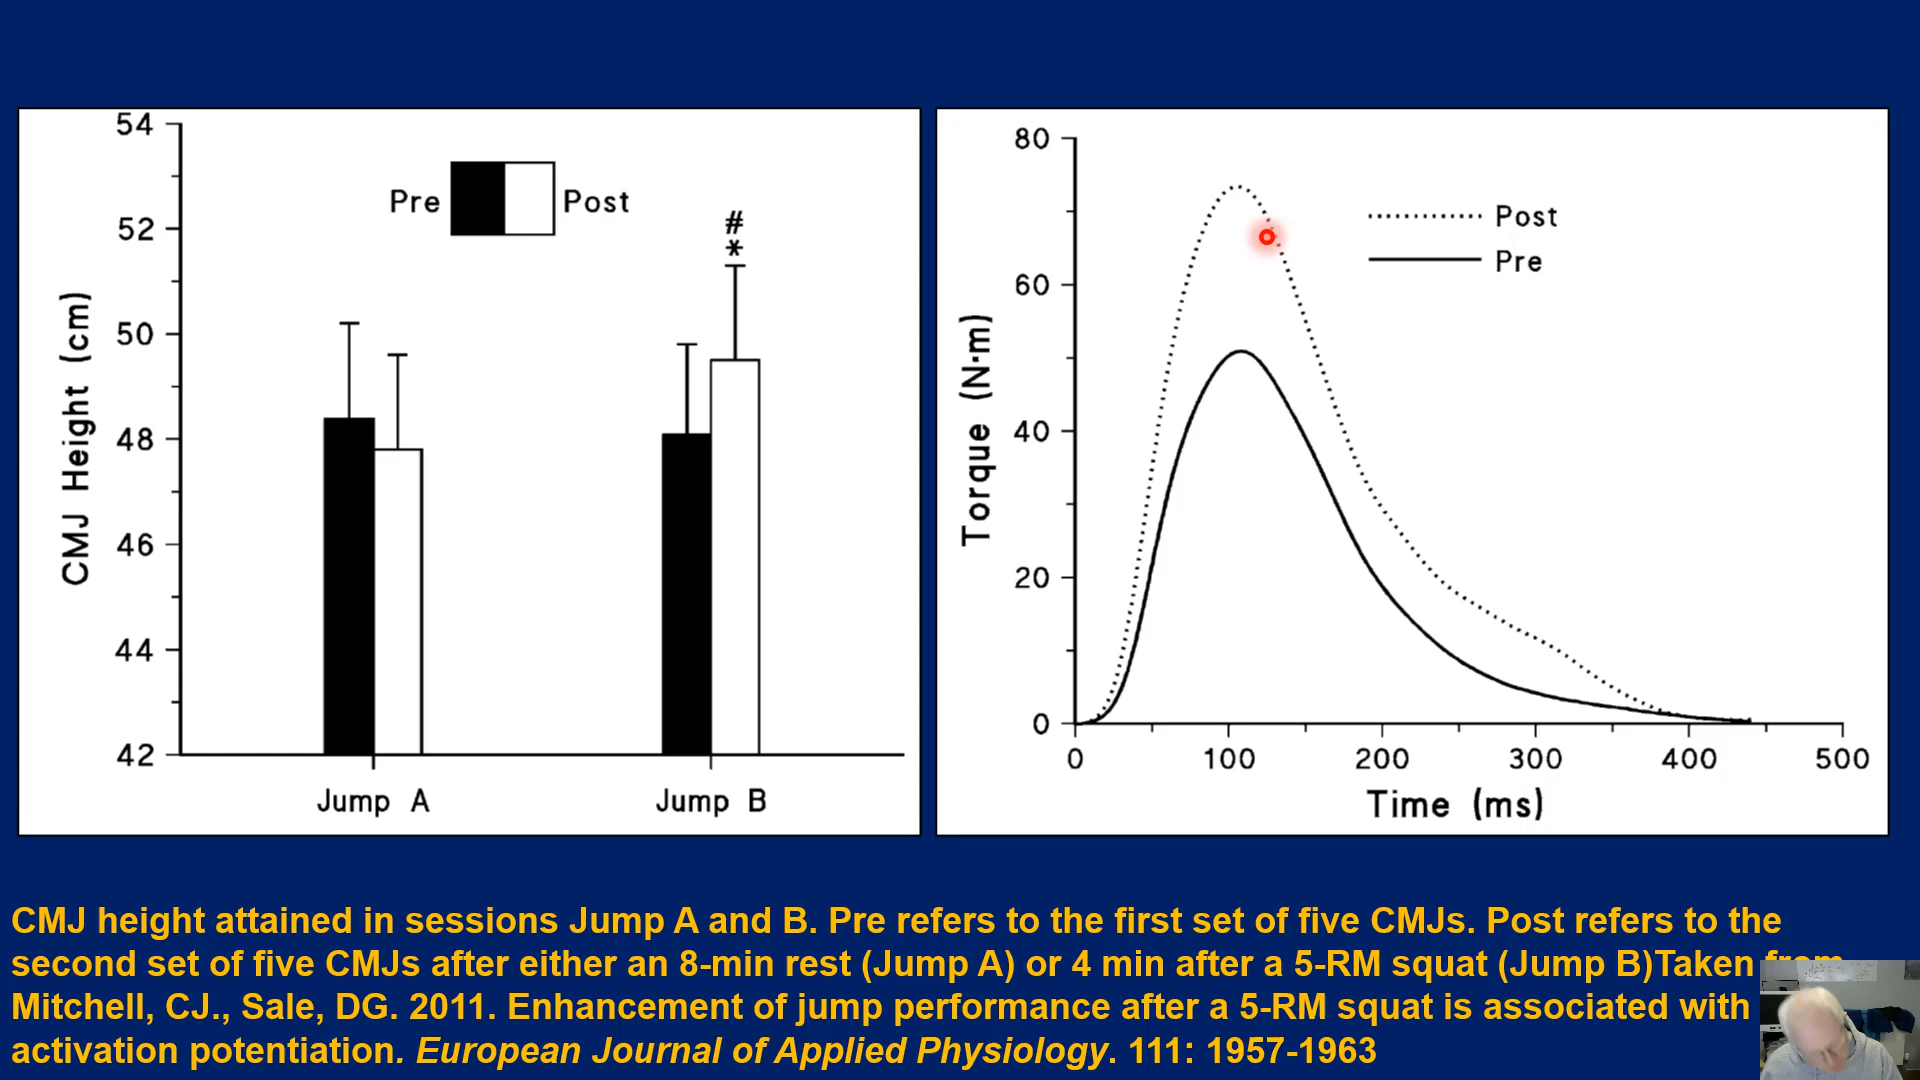 54
52
50
48
46
44
42
CMJ Height (cm)
Pre
Post
#
*
Jump A
Jump B
80
60
40
20
0
Torque (N·m)
Post
Pre
0
100
200
300
400
500
Time (ms)
CMJ height attained in sessions Jump A and B. Pre refers to the first set of five CMJs. Post refers to the
second set of five CMJs after either an 8-min rest (Jump A) or 4 min after a 5-RM squat (Jump B)Taken from
Mitchell, CJ., Sale, DG. 2011. Enhancement of jump performance after a 5-RM squat is associated with
activation potentiation. European Journal of Applied Physiology. 111: 1957-1963